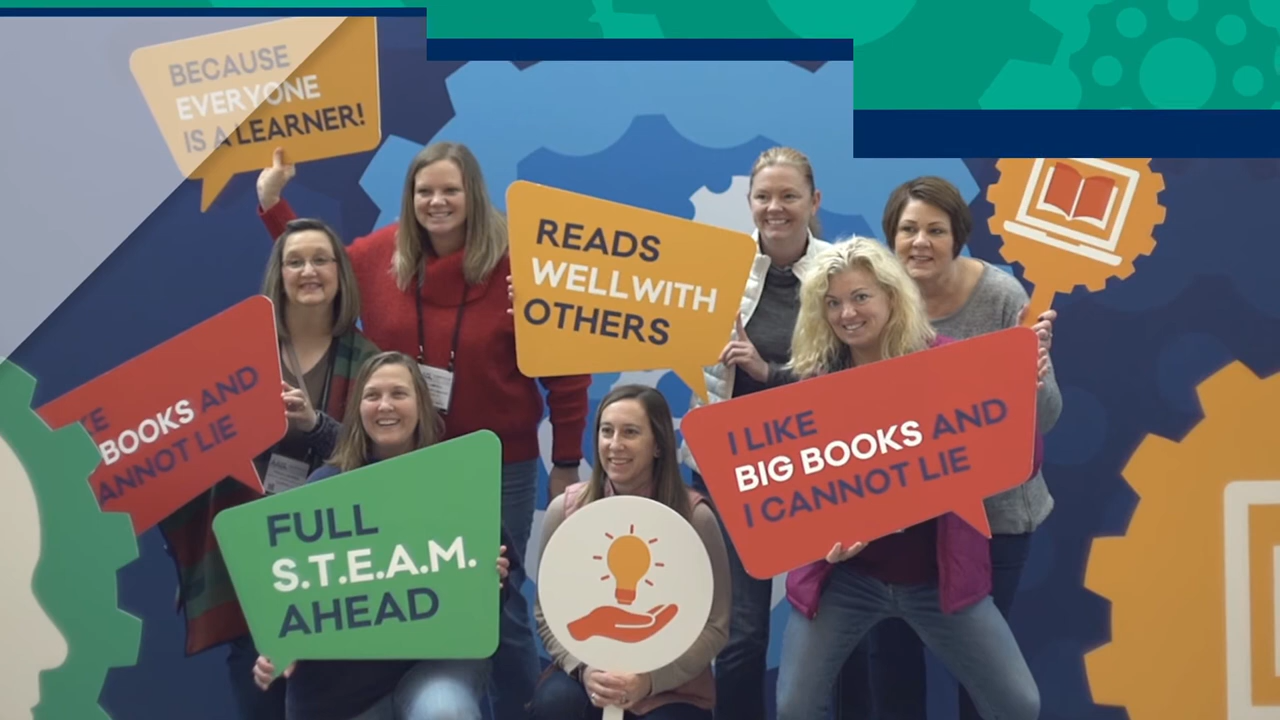 BECAUSE
EVERYONE
IS A LEARNER!
READS
WELL WITH
OTHERS
BOOKS AND
ANNOT LIE
I LIKE
BIG BOOKS AND
I CANNOT LIE
FULL
S.T.E.A.M.
AHEAD